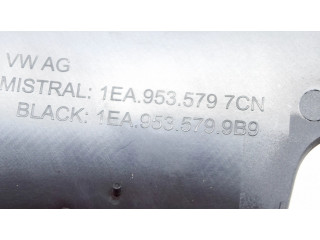 VW AG
MISTRAL: 1EA.953.579 7CN
BLACK: 1EA.953.579.9B9